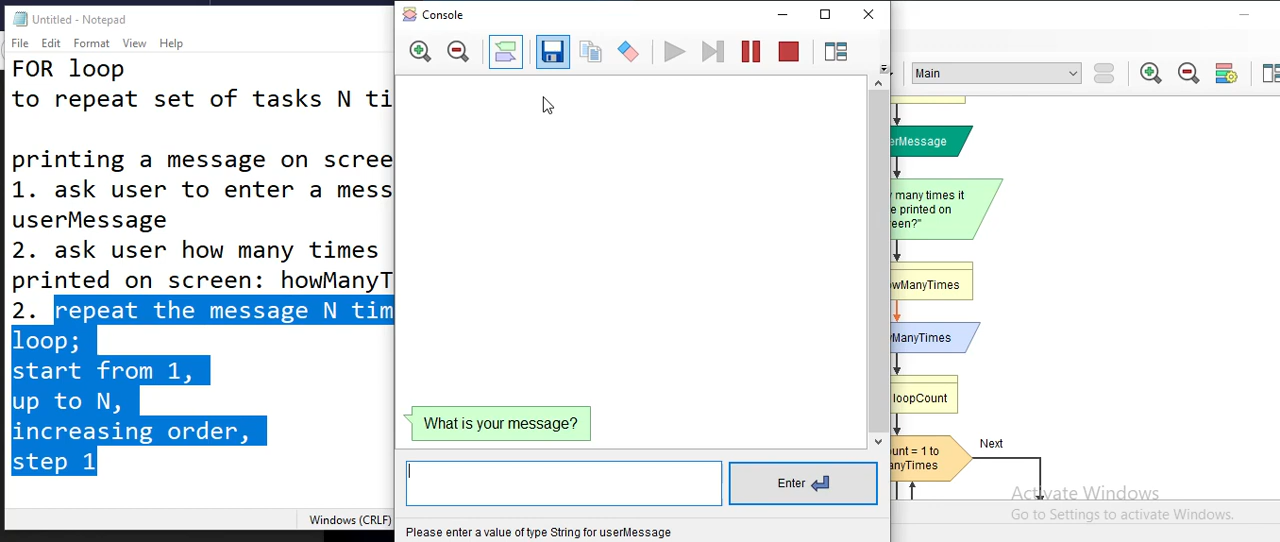 Untitled - Notepad
File Edit Format View Help
FOR loop
to repeat set of tasks N ti
printing a message on scree
1. ask user to enter a mess
userMessage
2. ask user how many times
printed on screen: howManyT
2. repeat the message N tim
loop;
start from 1,
up to N,
increasing order,
step 1
Windows (CRLF)
Console
What is your message?
Enter
Please enter a value of type String for userMessage
Main
erMessage
many times it
e printed on
een?"
owManyTimes
yManyTimes
loopCount
unt = 1 to
anyTimes
Next
Activate Windows
Go to Settings to activate Windows.